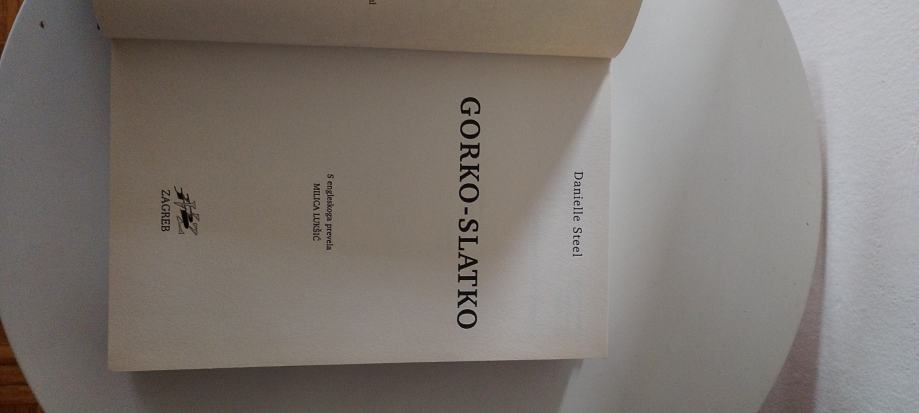 Danielle Steel
GORKO-SLATKO
S engleskoga prevela
MILICA LUKŠIĆ
ZAGREB